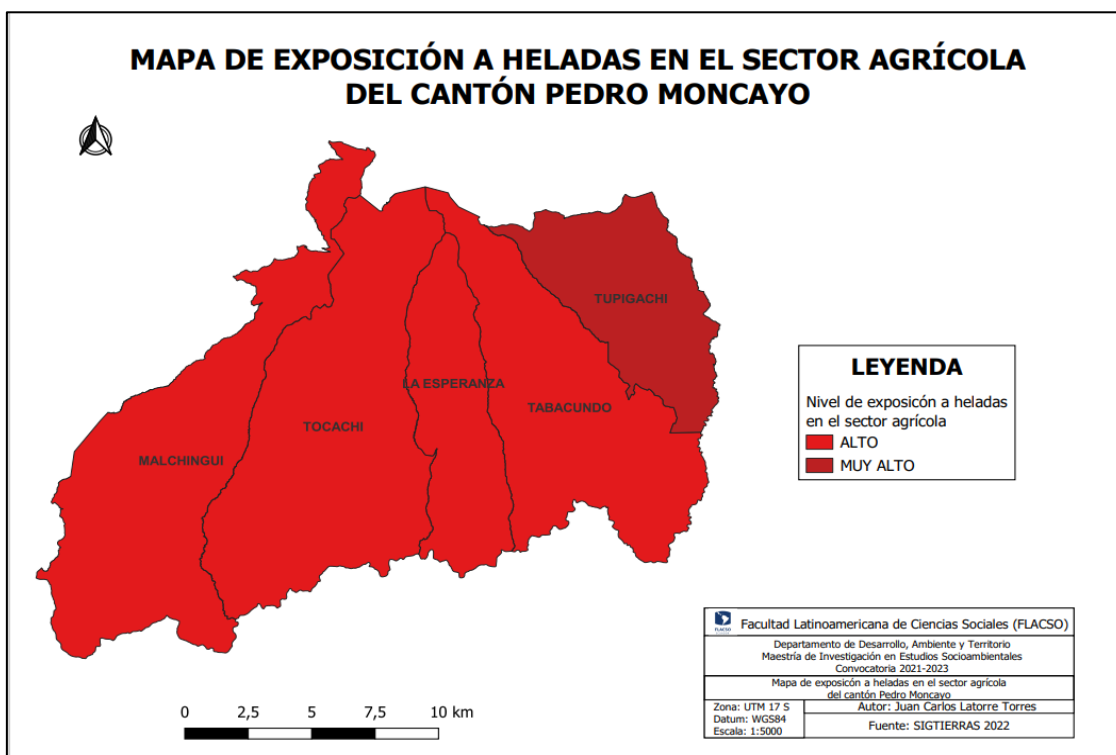 MAPA DE EXPOSICIÓN A HELADAS EN EL SECTOR AGRÍCOLA
DEL CANTÓN PEDRO MONCAYO
TUPIGACHI
LA ESPERANZA
TABACUNDO
TOCACHI
MALCHINGUI
LEYENDA
Nivel de exposicón a heladas
en el sector agrícola
ALTO
MUY ALTO
0 2,5 5 7,5 10 km
FLACSO
Facultad Latinoamericana de Ciencias Sociales (FLACSO)
Departamento de Desarrollo, Ambiente y Territorio
Maestría de Investigación en Estudios Socioambientales
Convocatoria 2021-2023
Mapa de exposicón a heladas en el sector agrícola
del cantón Pedro Moncayo
Zona: UTM 17 S
Datum: WGS84
Escala: 1:5000
Autor: Juan Carlos Latorre Torres
Fuente: SIGTIERRAS 2022